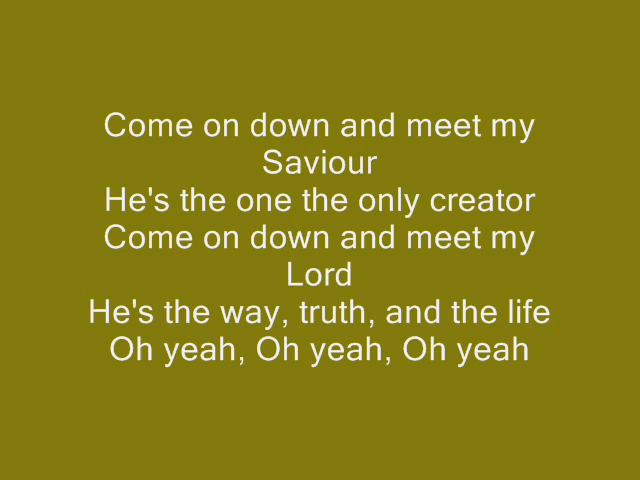 Come on down and meet my
Saviour
He's the one the only creator
Come on down and meet my
Lord
He's the way, truth, and the life
Oh yeah, Oh yeah, Oh yeah